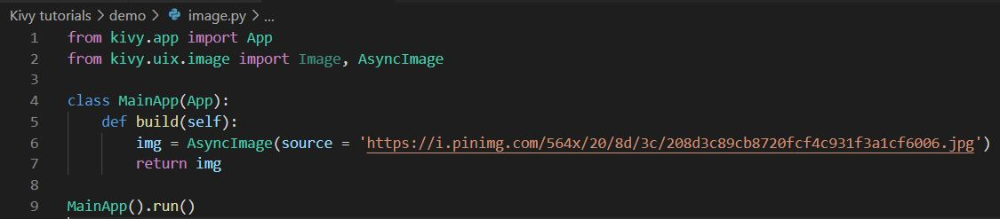 Kivy tutorials > demo > image.py > ...
1 from kivy.app import App
2 from kivy.uix.image import Image, AsyncImage
3
4 class MainApp(App):
5     def build(self):
6         img = AsyncImage(source = 'https://i.pinimg.com/564x/20/8d/3c/208d3c89cb8720fcf4c931f3a1cf6006.jpg')
7         return img
8
9 MainApp().run()